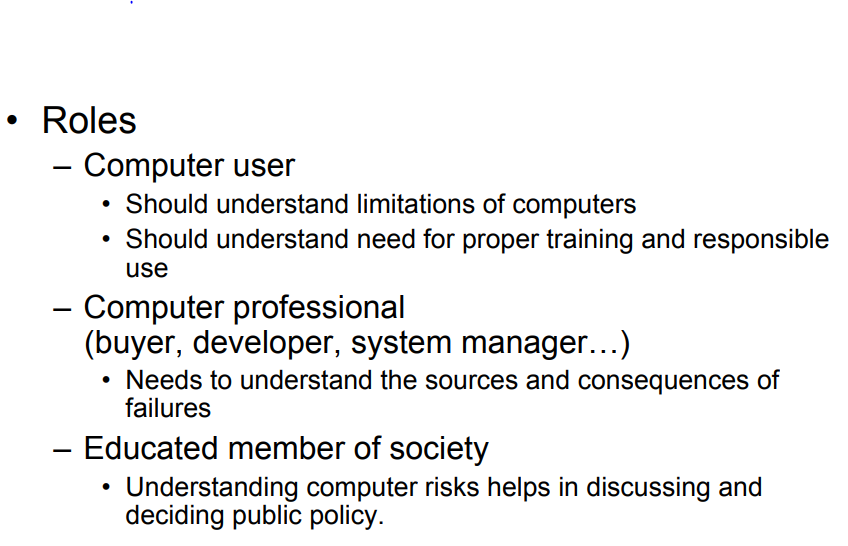 • Roles
– Computer user
• Should understand limitations of computers
• Should understand need for proper training and responsible
use
– Computer professional
(buyer, developer, system manager…)
• Needs to understand the sources and consequences of
failures
– Educated member of society
• Understanding computer risks helps in discussing and
deciding public policy.